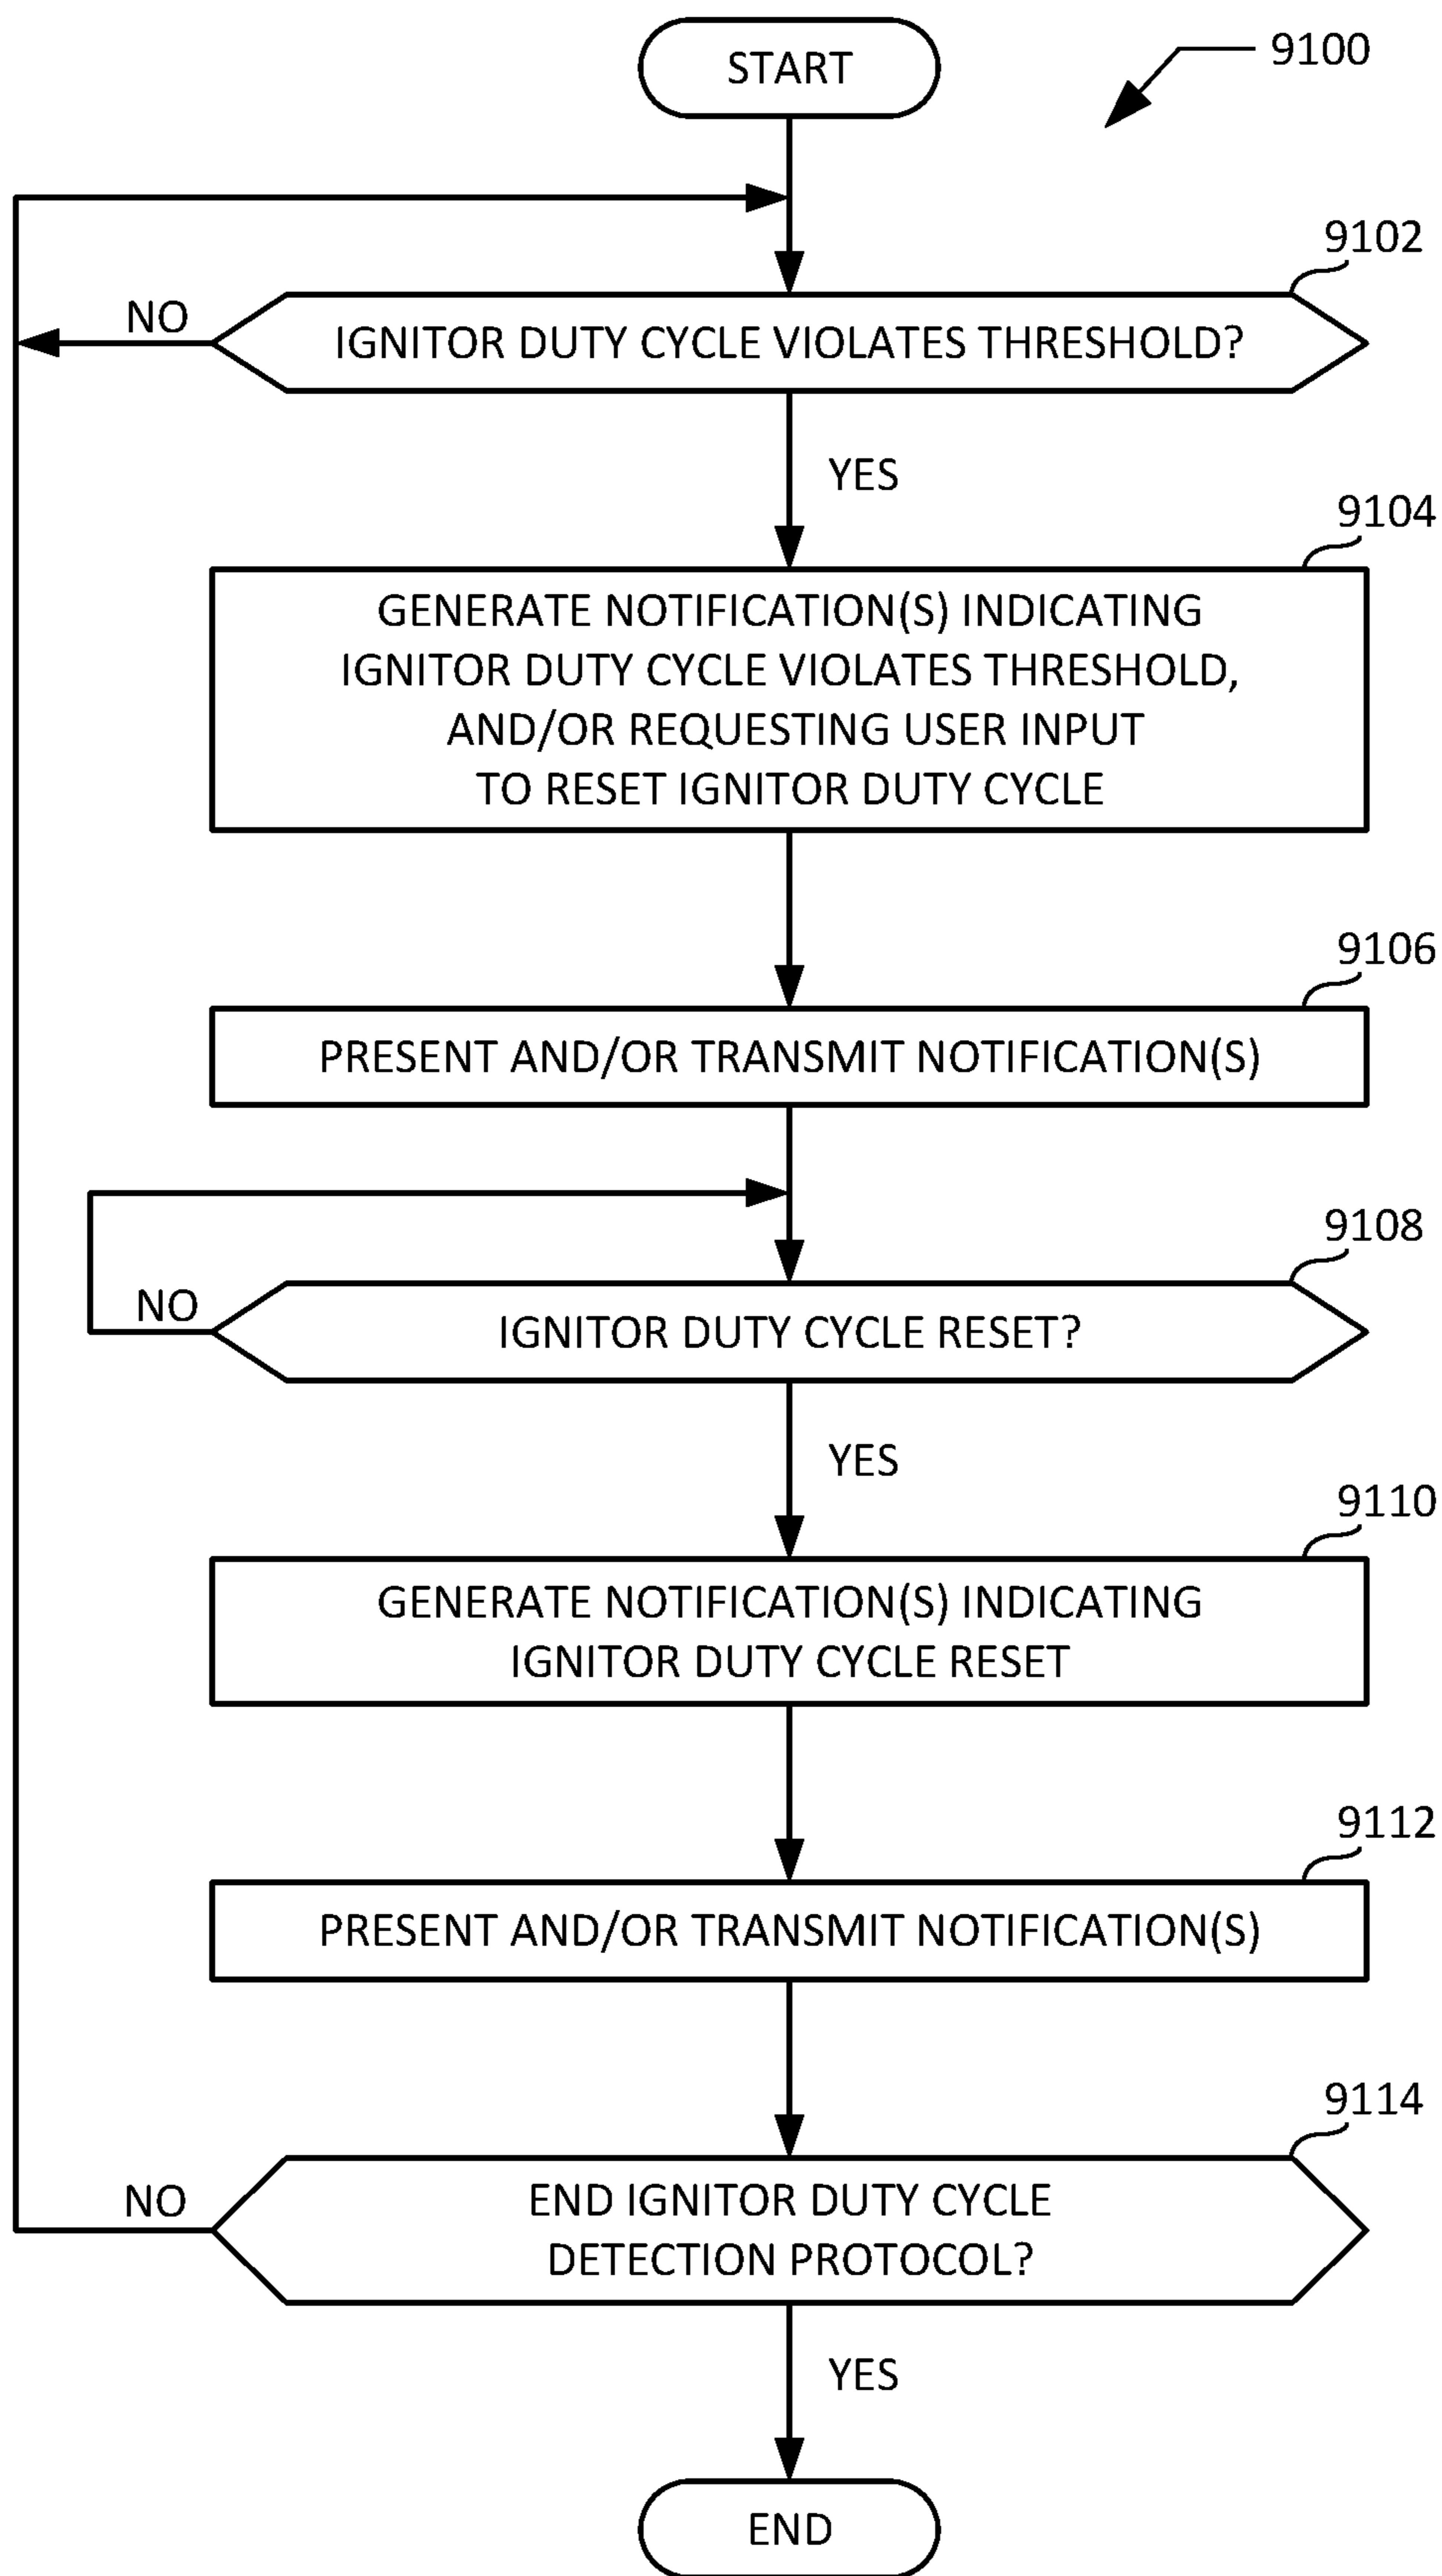 START
9100
9102
NO
IGNITOR DUTY CYCLE VIOLATES THRESHOLD?
YES
9104
GENERATE NOTIFICATION(S) INDICATING
IGNITOR DUTY CYCLE VIOLATES THRESHOLD,
AND/OR REQUESTING USER INPUT
TO RESET IGNITOR DUTY CYCLE
9106
PRESENT AND/OR TRANSMIT NOTIFICATION(S)
9108
NO
IGNITOR DUTY CYCLE RESET?
YES
9110
GENERATE NOTIFICATION(S) INDICATING
IGNITOR DUTY CYCLE RESET
9112
PRESENT AND/OR TRANSMIT NOTIFICATION(S)
9114
NO
END IGNITOR DUTY CYCLE
DETECTION PROTOCOL?
YES
END